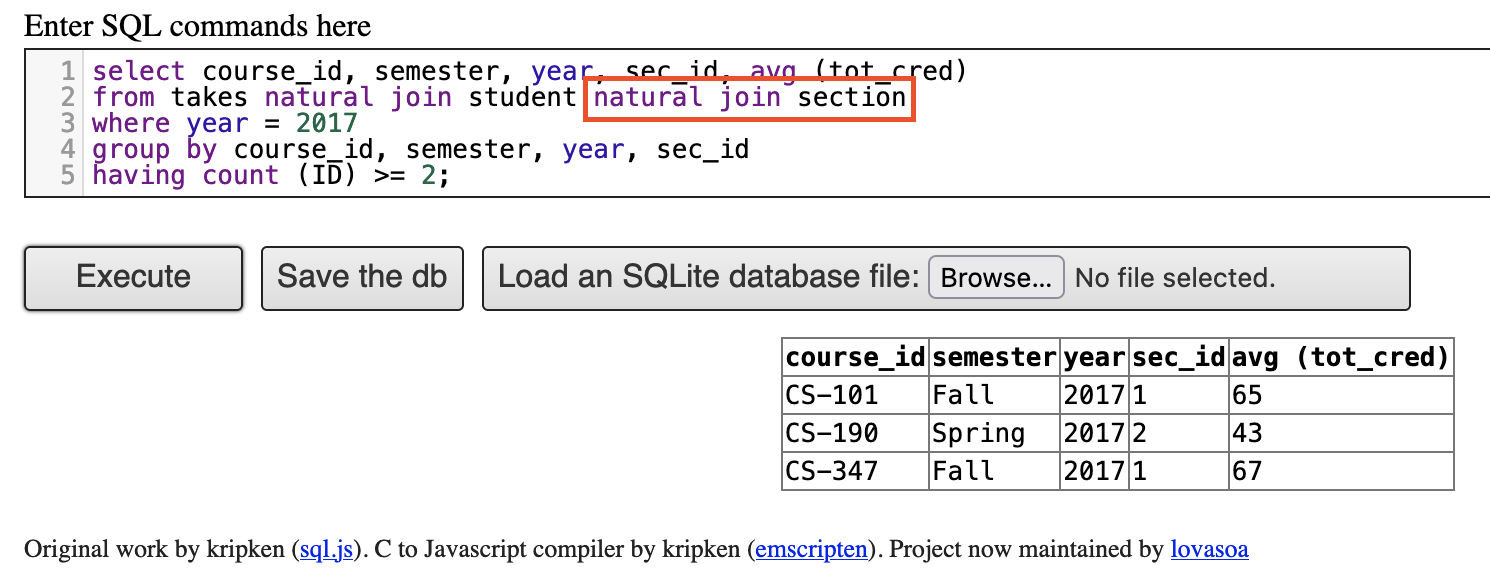 Enter SQL commands here
1 select course_id, semester, year, sec_id, avg (tot_cred)
2 from takes natural join student natural join section
3 where year = 2017
4 group by course_id, semester, year, sec_id
5 having count (ID) >= 2;
Execute Save the db Load an SQLite database file: Browse... No file selected.
course_id semester year sec_id avg (tot_cred)
CS-101 Fall 2017 1 65
CS-190 Spring 2017 2 43
CS-347 Fall 2017 1 67
Original work by kripken (sql.js). C to Javascript compiler by kripken (emscripten). Project now maintained by lovasoa